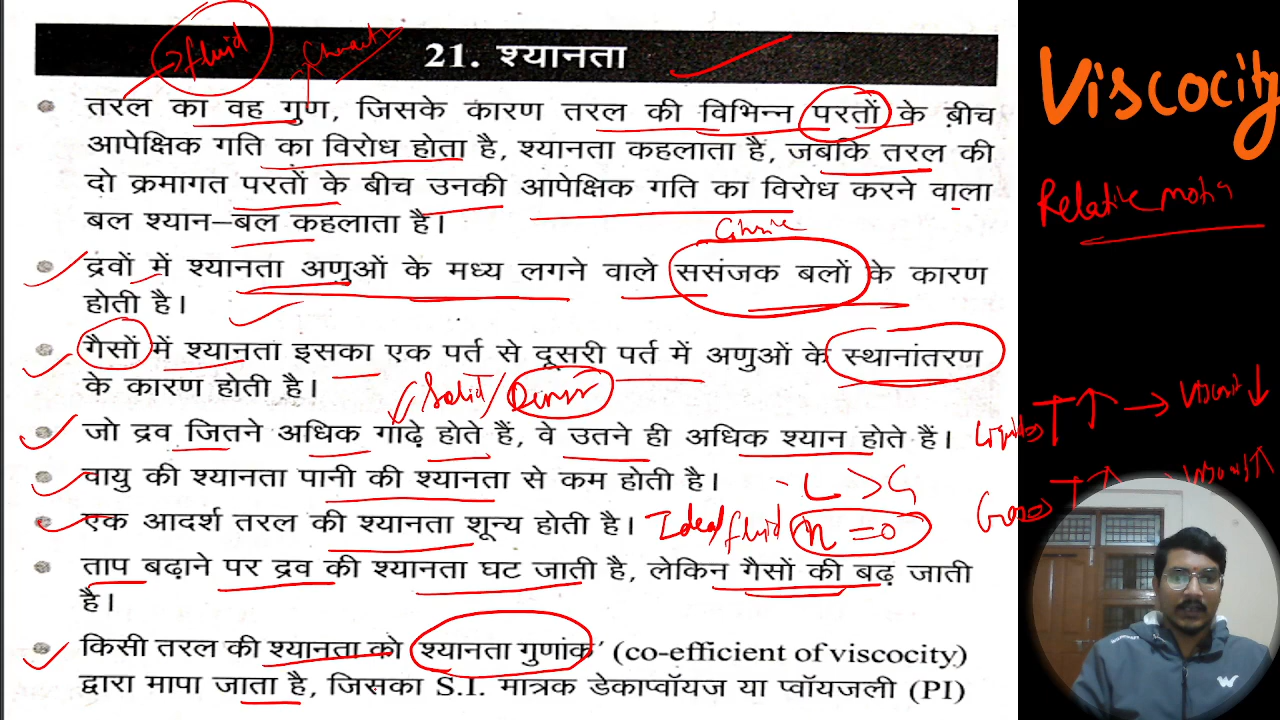 → fluid
21. श्यानता
तरल का वह गुण, जिसके कारण तरल की विभिन्न परतों के बीच
आपेक्षिक गति का विरोध होता है, श्यानता कहलाता है, जबकि तरल की
दो क्रमागत परतों के बीच उनकी आपेक्षिक गति का विरोध करने वाला
बल श्यान–बल कहलाता है।
द्रवों में श्यानता अणुओं के मध्य लगने वाले ससंजक बलों के कारण
होती है।
गैसों में श्यानता इसका एक पर्त से दूसरी पर्त में अणुओं के स्थानांतरण
के कारण होती है।
Solid/
जो द्रव जितने अधिक गाढ़े होते हैं, वे उतने ही अधिक श्यान होते हैं।
वायु की श्यानता पानी की श्यानता से कम होती है।
L > G
एक आदर्श तरल की श्यानता शून्य होती है।
Ideal fluid η = 0
ताप बढ़ाने पर द्रव की श्यानता घट जाती है, लेकिन गैसों की बढ़ जाती
है।
किसी तरल की श्यानता को श्यानता गुणांक’ (co-efficient of viscocity)
द्वारा मापा जाता है, जिसका S.I. मात्रक डेकाप्वॉयज या प्वॉयजली (PI)
Viscocity
Relative motion
T ↑ →
T ↑